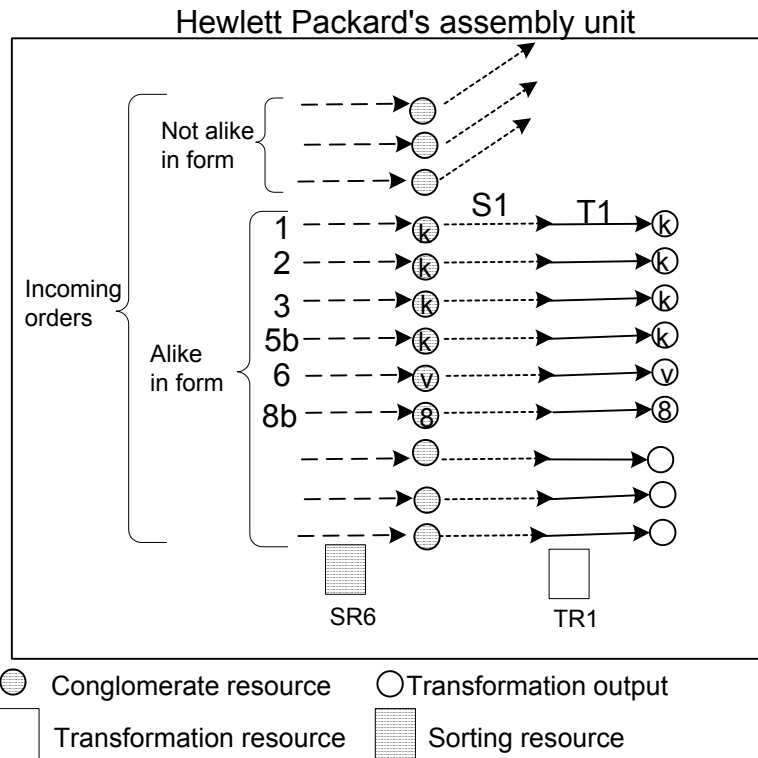 Hewlett Packard's assembly unit
Not alike
in form
S1
T1
1
k
k
2
k
k
Incoming
orders
3
k
k
Alike
in form
5b
k
k
6
v
v
8b
8
8
SR6
TR1
Conglomerate resource
Transformation output
Transformation resource
Sorting resource